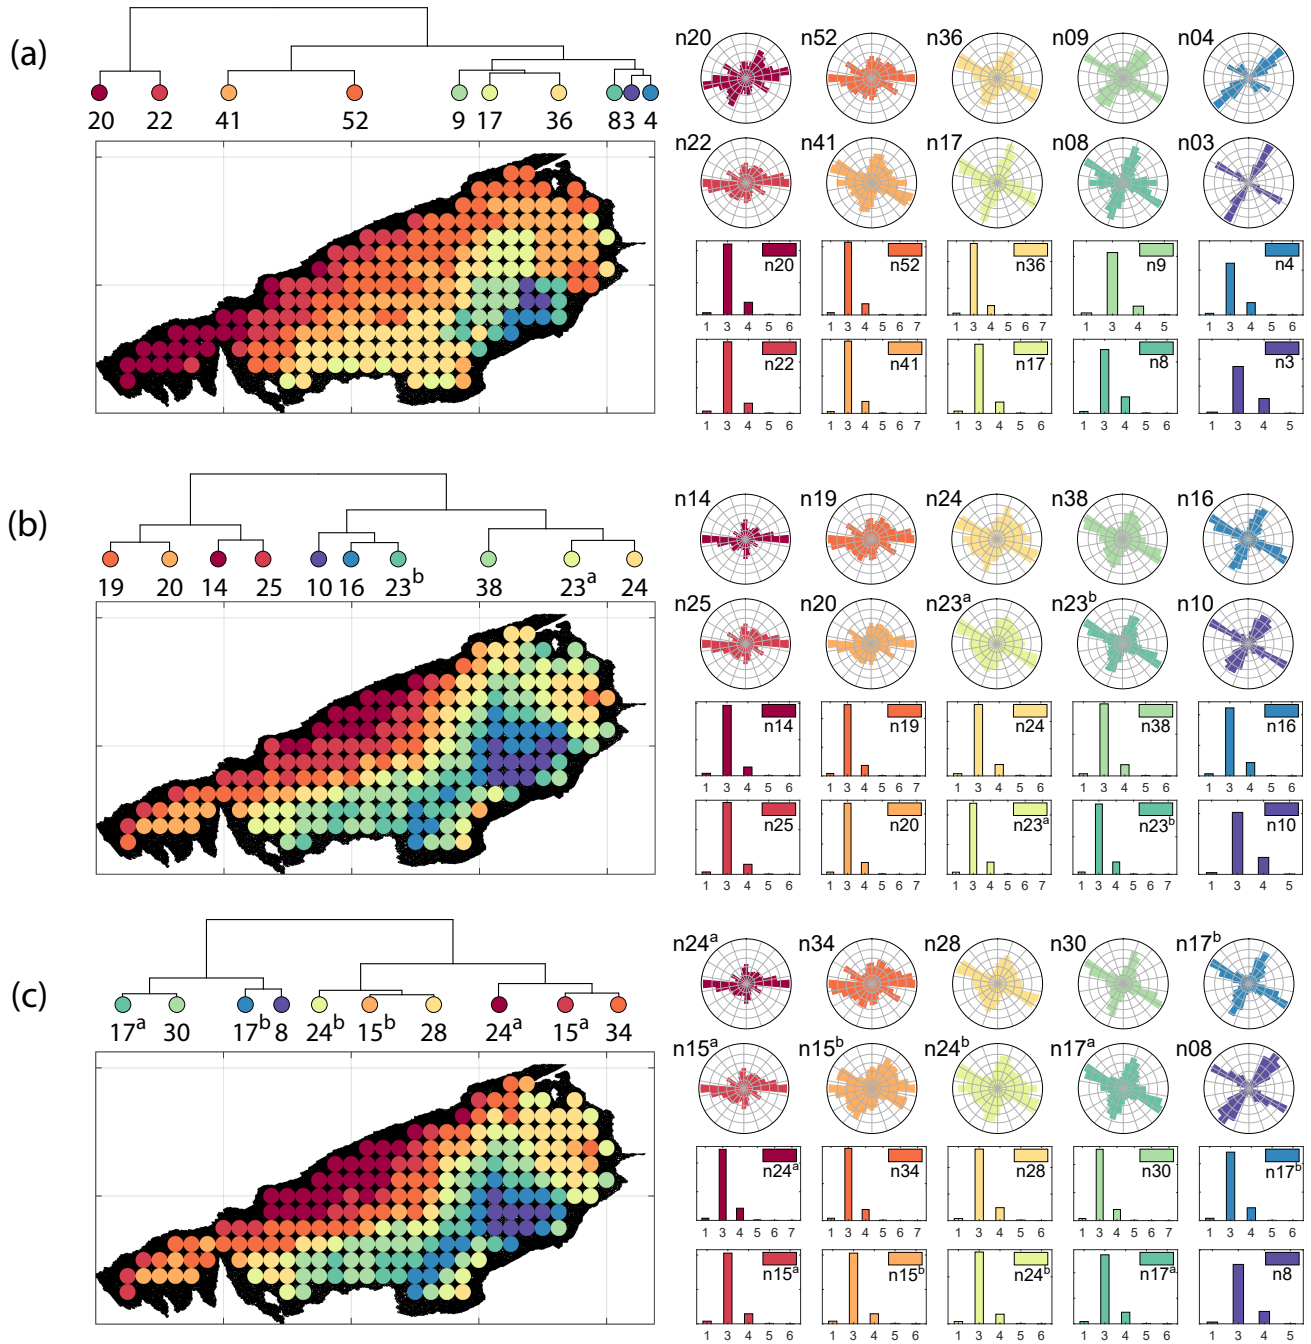 (a)
20 22 41 52 9 17 36 8 3 4
n20 n52 n36 n09 n04
n22 n41 n17 n08 n03
n20 n52 n36 n9 n4
1 3 4 5 6 1 3 4 5 6 7 1 3 4 5 6 7 1 3 4 5 1 3 4 5 6
n22 n41 n17 n8 n3
1 3 4 5 6 1 3 4 5 6 7 1 3 4 5 6 1 3 4 5 6 1 3 4 5
(b)
19 20 14 25 10 16 23b 38 23a 24
n14 n19 n24 n38 n16
n25 n20 n23a n23b n10
n14 n19 n24 n38 n16
1 3 4 5 6 1 3 4 5 6 7 1 3 4 5 6 7 1 3 4 5 6 1 3 4 5 6
n25 n20 n23a n23b n10
1 3 4 5 6 1 3 4 5 6 7 1 3 4 5 6 7 1 3 4 5 6 7 1 3 4 5
(c)
17a 30 17b 8 24b 15b 28 24a 15a 34
n24a n34 n28 n30 n17b
n15a n15b n24b n17a n08
n24a n34 n28 n30 n17b
1 3 4 5 6 7 1 3 4 5 6 7 1 3 4 5 6 1 3 4 5 6 7 1 3 4 5 6
n15a n15b n24b n17a n8
1 3 4 5 6 1 3 4 5 6 1 3 4 5 6 1 3 4 5 6 1 3 4 5